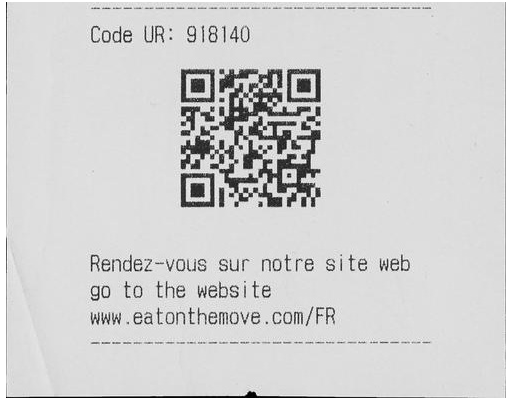 Code UR: 918140
Rendez-vous sur notre site web
go to the website
www.eatonthemove.com/FR